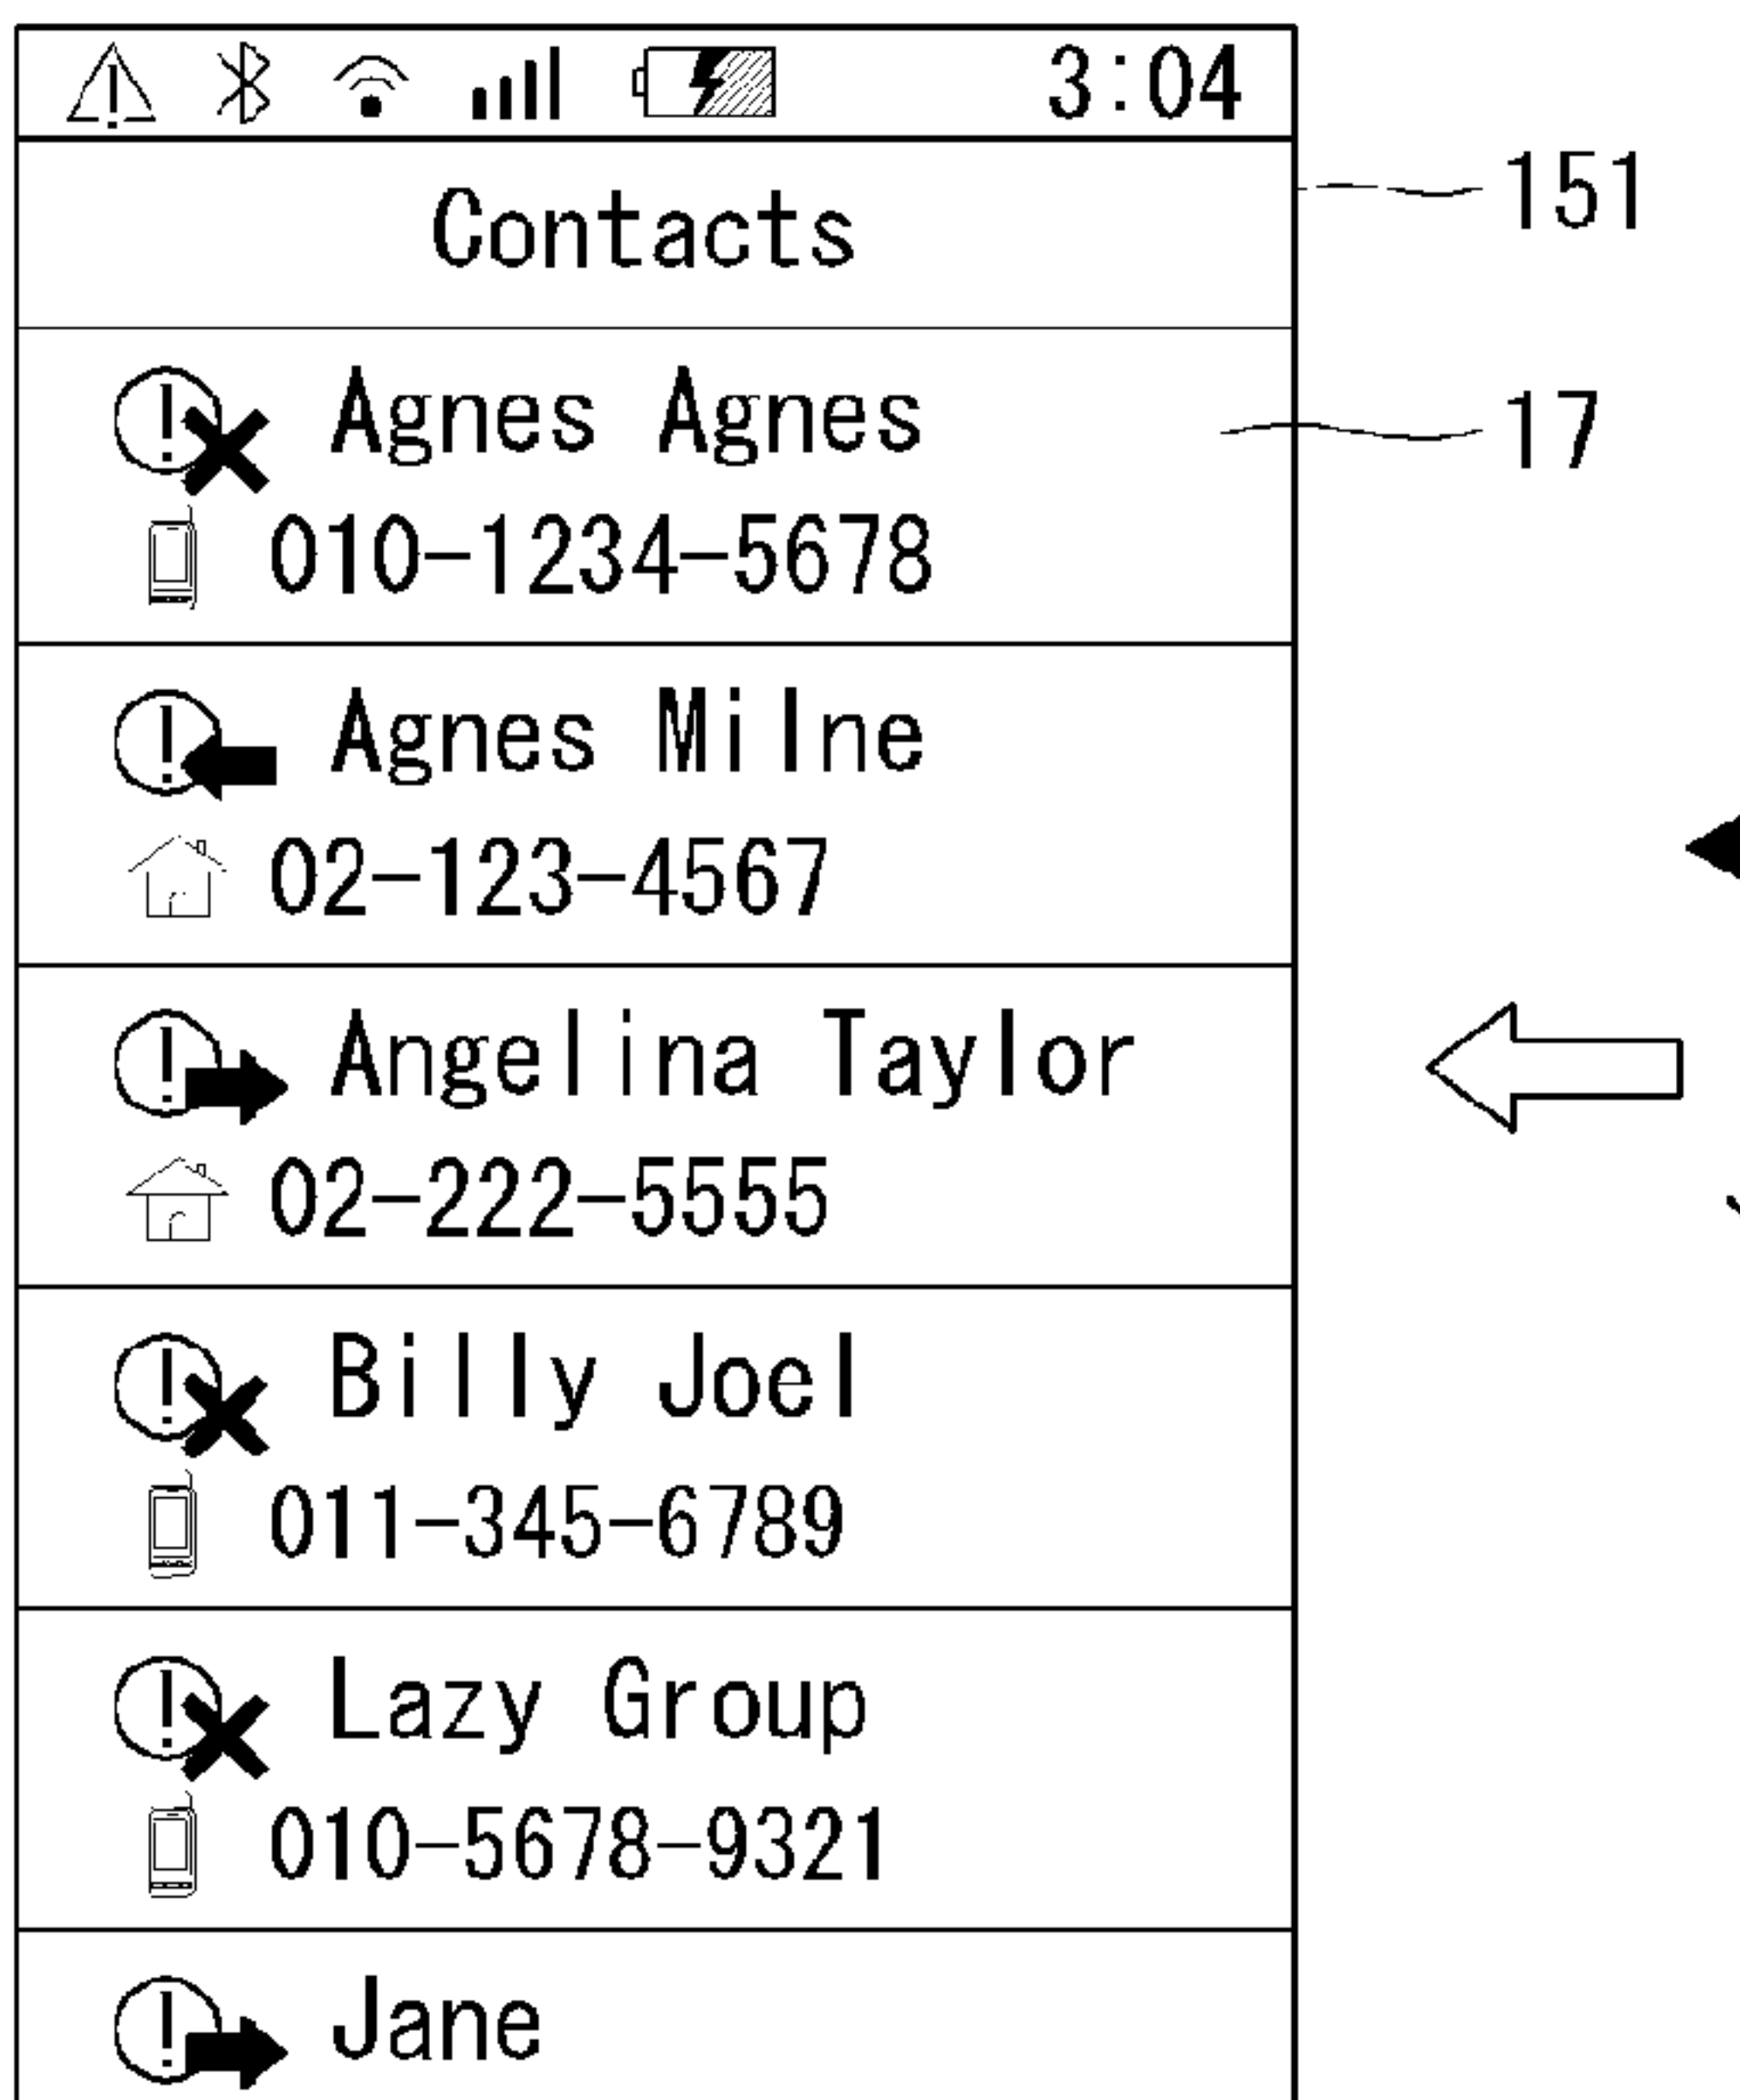 3:04
151
Contacts
Agnes Agnes
17
010-1234-5678
Agnes Milne
02-123-4567
Angelina Taylor
02-222-5555
Billy Joel
011-345-6789
Lazy Group
010-5678-9321
Jane